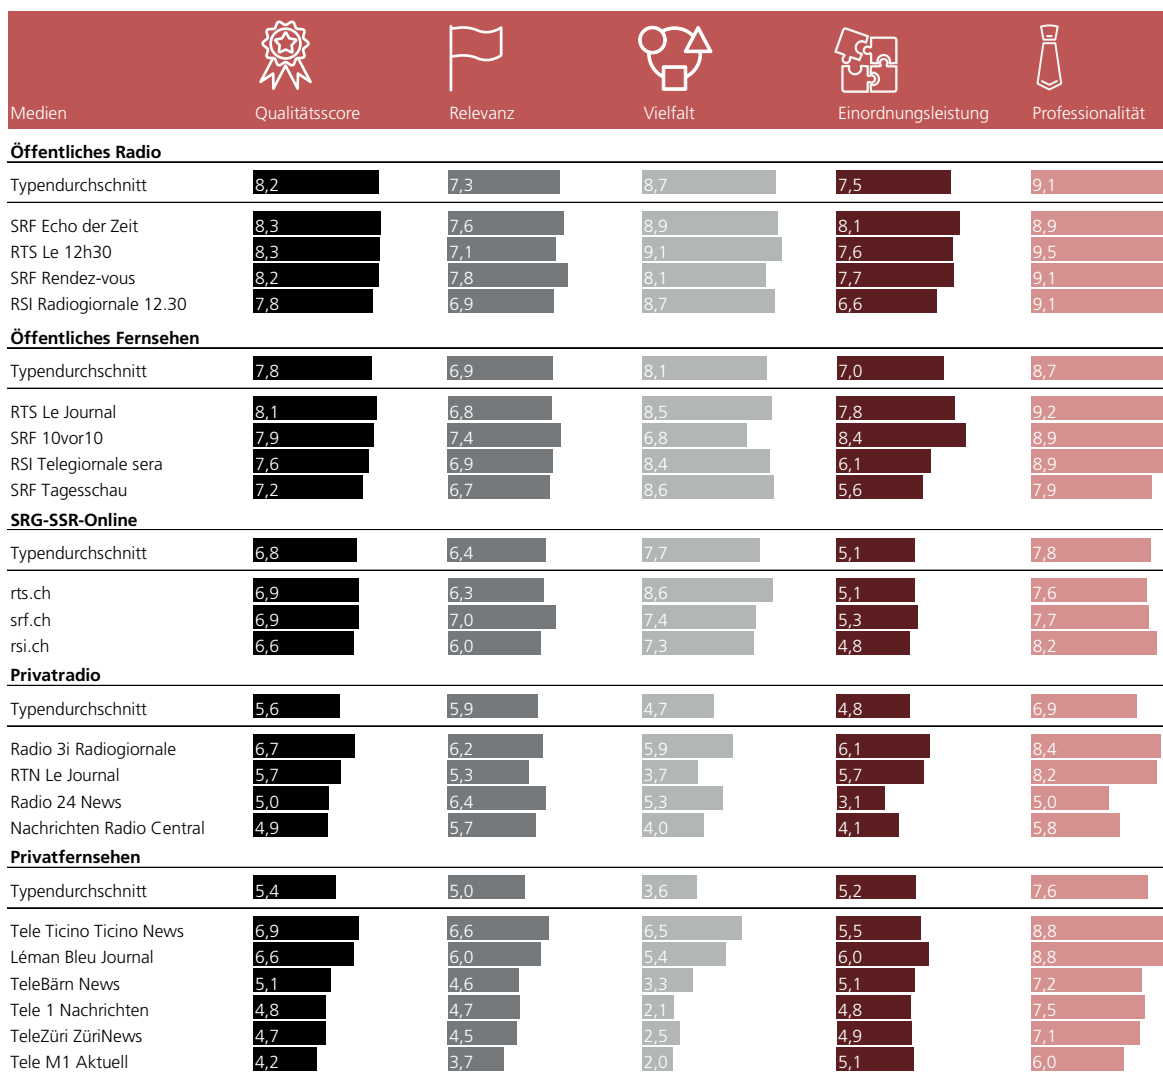 Medien Qualitätsscore Relevanz Vielfalt Einordnungsleistung Professionalität
Öffentliches Radio
Typendurchschnitt 8,2 7,3 8,7 7,5 9,1
SRF Echo der Zeit 8,3 7,6 8,9 8,1 8,9
RTS Le 12h30 8,3 7,1 9,1 7,6 9,5
SRF Rendez-vous 8,2 7,8 8,1 7,7 9,1
RSI Radiogiornale 12.30 7,8 6,9 8,7 6,6 9,1
Öffentliches Fernsehen
Typendurchschnitt 7,8 6,9 8,1 7,0 8,7
RTS Le Journal 8,1 6,8 8,5 7,8 9,2
SRF 10vor10 7,9 7,4 6,8 8,4 8,9
RSI Telegiornale sera 7,6 6,9 8,4 6,1 8,9
SRF Tagesschau 7,2 6,7 8,6 5,6 7,9
SRG-SSR-Online
Typendurchschnitt 6,8 6,4 7,7 5,1 7,8
rts.ch 6,9 6,3 8,6 5,1 7,6
srf.ch 6,9 7,0 7,4 5,3 7,7
rsi.ch 6,6 6,0 7,3 4,8 8,2
Privatradio
Typendurchschnitt 5,6 5,9 4,7 4,8 6,9
Radio 3i Radiogiornale 6,7 6,2 5,9 6,1 8,4
RTN Le Journal 5,7 5,3 3,7 5,7 8,2
Radio 24 News 5,0 6,4 5,3 3,1 5,0
Nachrichten Radio Central 4,9 5,7 4,0 4,1 5,8
Privatfernsehen
Typendurchschnitt 5,4 5,0 3,6 5,2 7,6
Tele Ticino Ticino News 6,9 6,6 6,5 5,5 8,8
Léman Bleu Journal 6,6 6,0 5,4 6,0 8,8
TeleBärn News 5,1 4,6 3,3 5,1 7,2
Tele 1 Nachrichten 4,8 4,7 2,1 4,8 7,5
TeleZüri ZüriNews 4,7 4,5 2,5 4,9 7,1
Tele M1 Aktuell 4,2 3,7 2,0 5,1 6,0